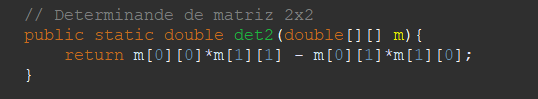 // Determinande de matriz 2x2
public static double det2(double[][] m){
return m[0][0]*m[1][1] - m[0][1]*m[1][0];
}